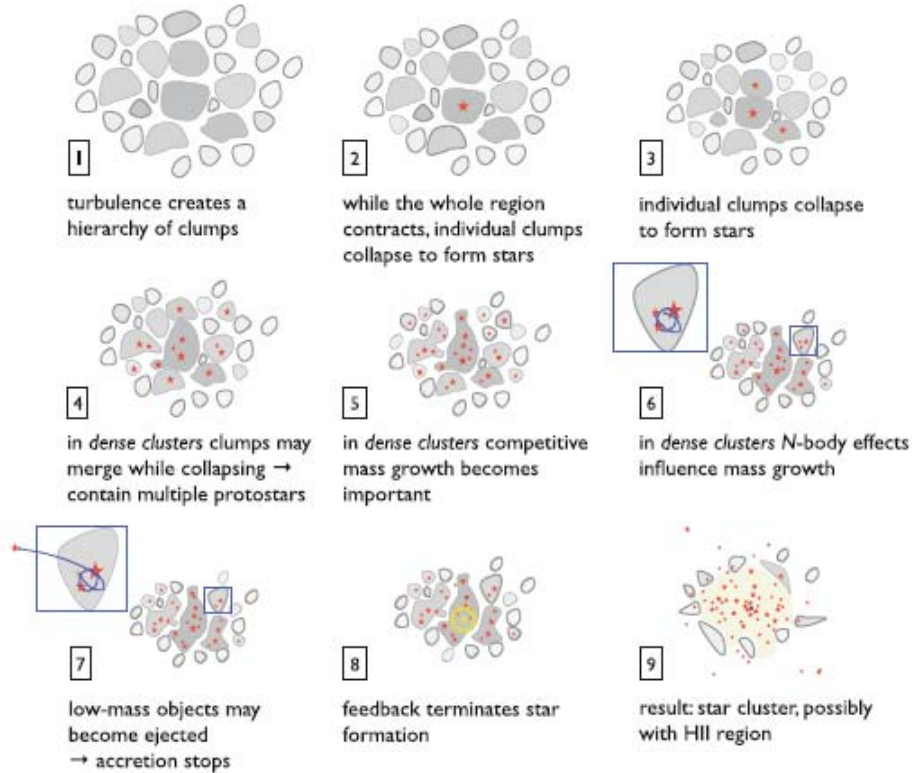 1
turbulence creates a
hierarchy of clumps
2
while the whole region
contracts, individual clumps
collapse to form stars
3
individual clumps collapse
to form stars
4
in dense clusters clumps may
merge while collapsing →
contain multiple protostars
5
in dense clusters competitive
mass growth becomes
important
6
in dense clusters N-body effects
influence mass growth
7
low-mass objects may
become ejected
→ accretion stops
8
feedback terminates star
formation
9
result: star cluster, possibly
with HII region